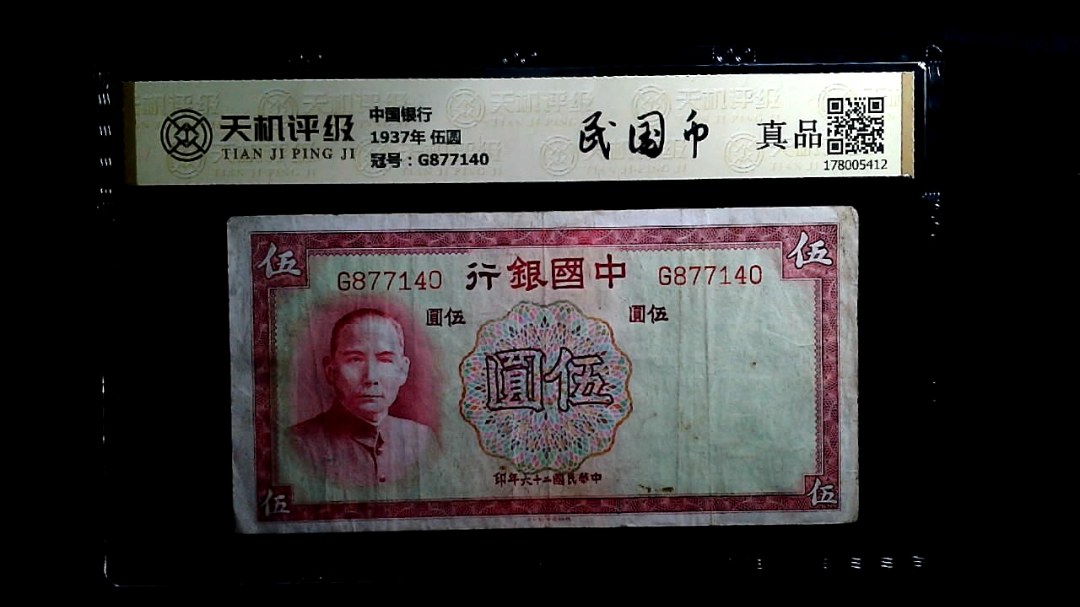 天机评级
TIAN JI PING JI
中国银行
1937年 伍圆
冠号：G877140
民国币
真品
178005412
伍
伍
行銀國中
G877140
G877140
圓伍
圓伍
圓伍
印年六十二國民華中
伍
伍